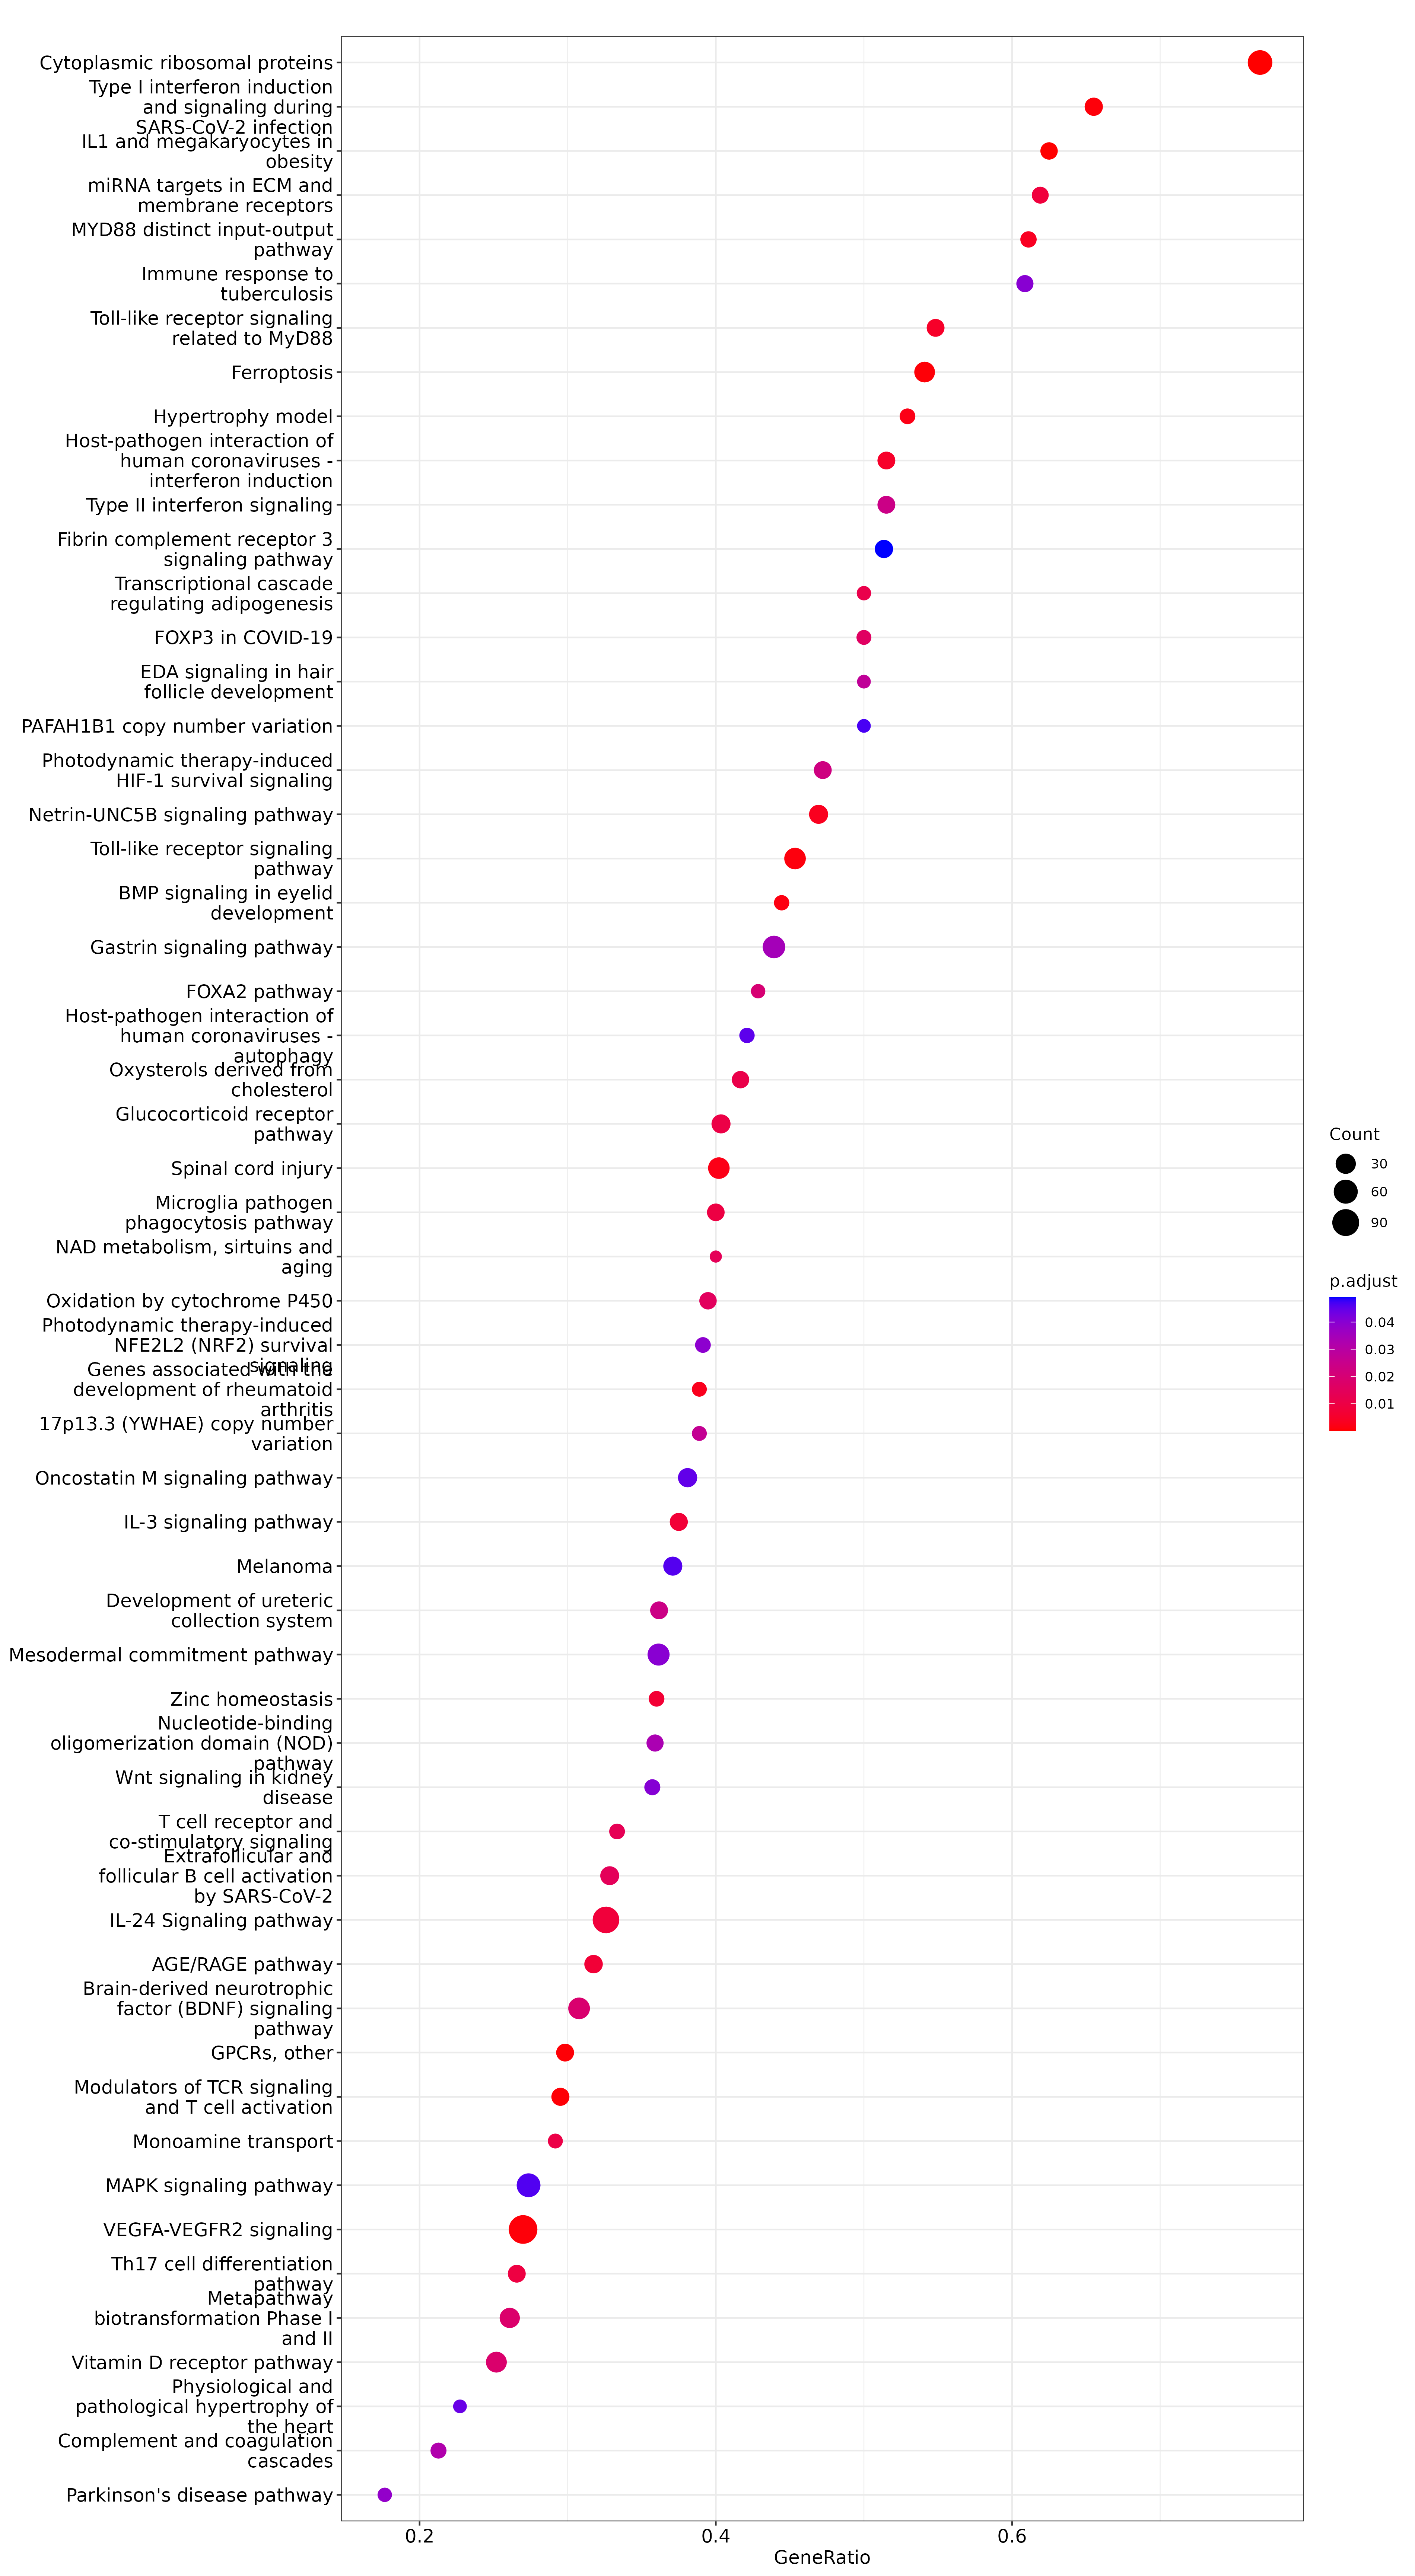 Cytoplasmic ribosomal proteins
Type I interferon induction
and signaling during
SARS-CoV-2 infection
IL1 and megakaryocytes in
obesity
miRNA targets in ECM and
membrane receptors
MYD88 distinct input-output
pathway
Immune response to
tuberculosis
Toll-like receptor signaling
related to MyD88
Ferroptosis
Hypertrophy model
Host-pathogen interaction of
human coronaviruses -
interferon induction
Type II interferon signaling
Fibrin complement receptor 3
signaling pathway
Transcriptional cascade
regulating adipogenesis
FOXP3 in COVID-19
EDA signaling in hair
follicle development
PAFAH1B1 copy number variation
Photodynamic therapy-induced
HIF-1 survival signaling
Netrin-UNC5B signaling pathway
Toll-like receptor signaling
pathway
BMP signaling in eyelid
development
Gastrin signaling pathway
FOXA2 pathway
Host-pathogen interaction of
human coronaviruses -
autophagy
Oxysterols derived from
cholesterol
Glucocorticoid receptor
pathway
Spinal cord injury
Microglia pathogen
phagocytosis pathway
NAD metabolism, sirtuins and
aging
Oxidation by cytochrome P450
Photodynamic therapy-induced
NFE2L2 (NRF2) survival
signaling
Genes associated with the
development of rheumatoid
arthritis
17p13.3 (YWHAE) copy number
variation
Oncostatin M signaling pathway
IL-3 signaling pathway
Melanoma
Development of ureteric
collection system
Mesodermal commitment pathway
Zinc homeostasis
Nucleotide-binding
oligomerization domain (NOD)
pathway
Wnt signaling in kidney
disease
T cell receptor and
co-stimulatory signaling
Extrafollicular and
follicular B cell activation
by SARS-CoV-2
IL-24 Signaling pathway
AGE/RAGE pathway
Brain-derived neurotrophic
factor (BDNF) signaling
pathway
GPCRs, other
Modulators of TCR signaling
and T cell activation
Monoamine transport
MAPK signaling pathway
VEGFA-VEGFR2 signaling
Th17 cell differentiation
pathway
Metapathway
biotransformation Phase I
and II
Vitamin D receptor pathway
Physiological and
pathological hypertrophy of
the heart
Complement and coagulation
cascades
Parkinson's disease pathway
0.2 0.4 0.6
GeneRatio
Count
30
60
90
p.adjust
0.04
0.03
0.02
0.01